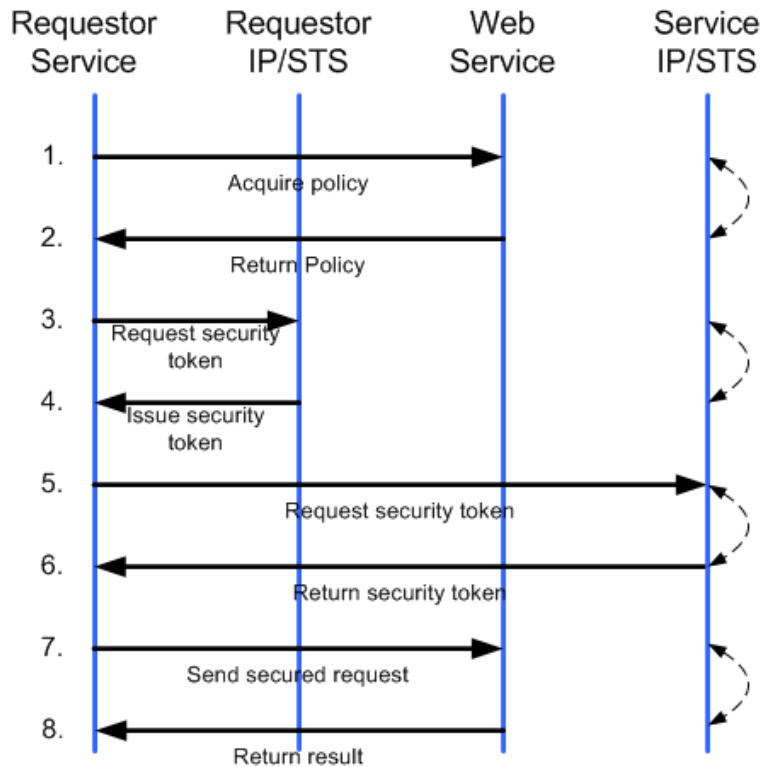 Requestor Service
Requestor IP/STS
Web Service
Service IP/STS
1.
Acquire policy
2.
Return Policy
3.
Request security
token
4.
Issue security
token
5.
Request security token
6.
Return security token
7.
Send secured request
8.
Return result